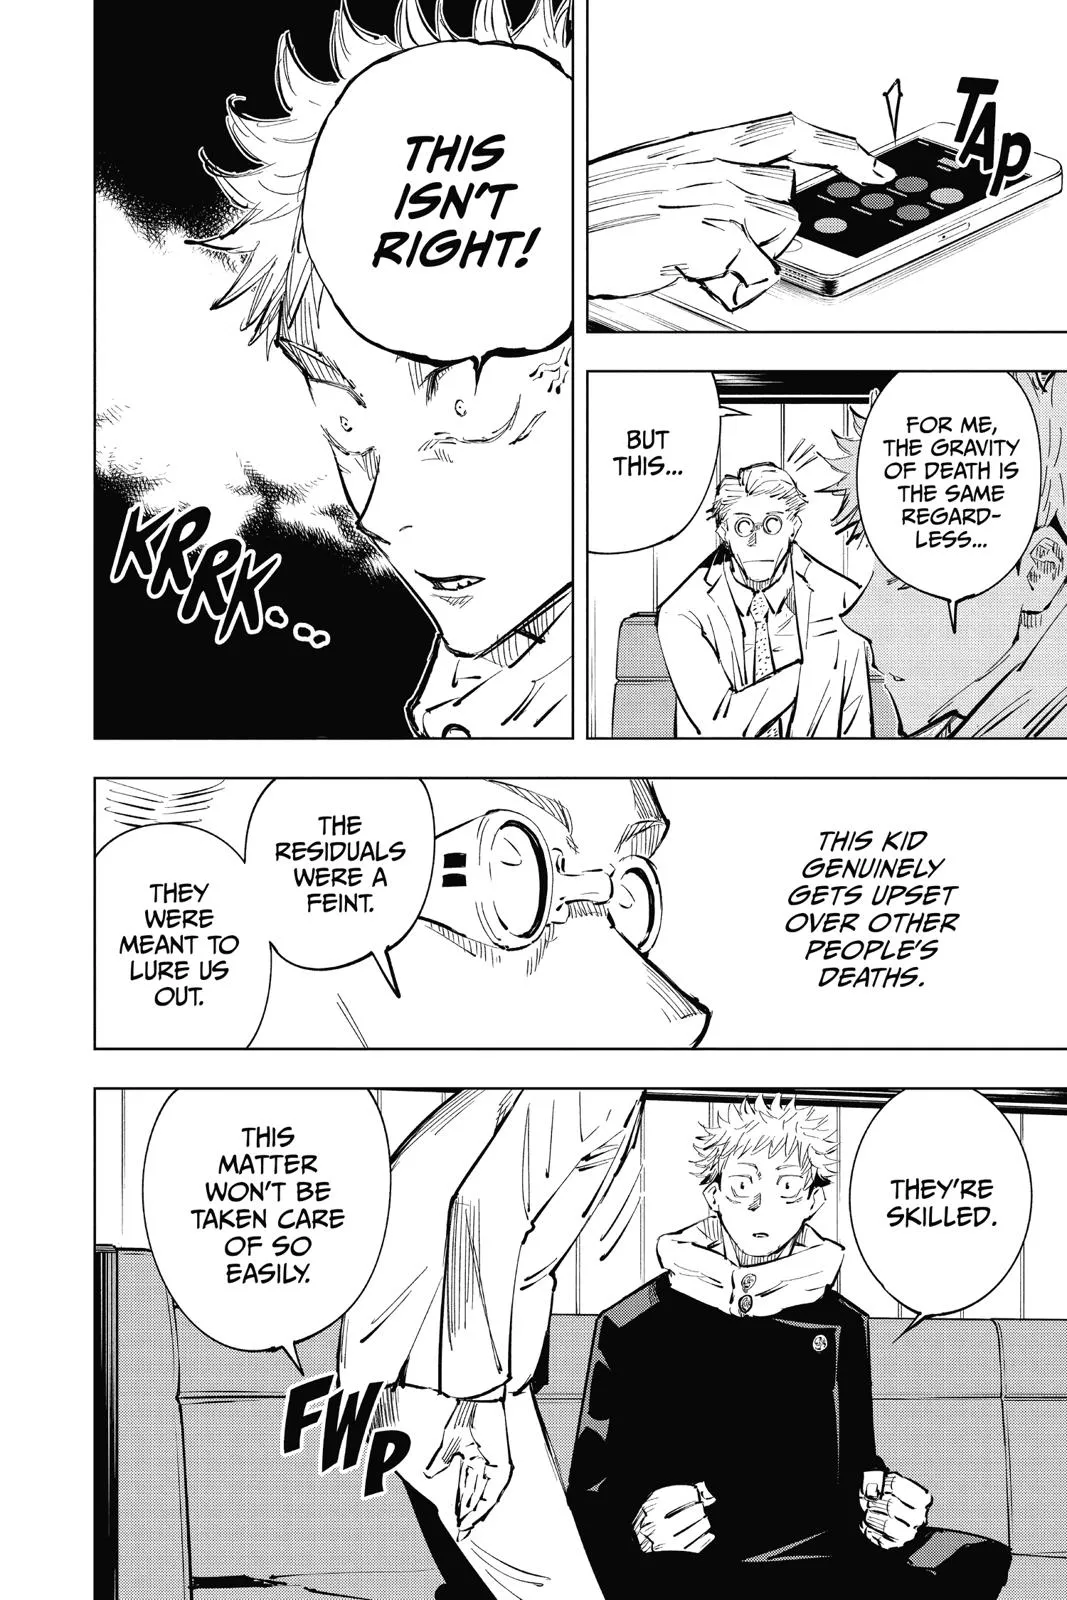 TAP
FOR ME,
THE GRAVITY
OF DEATH IS
THE SAME
REGARD-
LESS...
BUT
THIS...
THIS
ISN'T
RIGHT!
KRRRK...
THIS KID
GENUINELY
GETS UPSET
OVER OTHER
PEOPLE'S
DEATHS.
THE
RESIDUALS
WERE A
FEINT.
THEY
WERE
MEANT TO
LURE US
OUT.
THEY'RE
SKILLED.
THIS
MATTER
WON'T BE
TAKEN CARE
OF SO
EASILY.
FWP